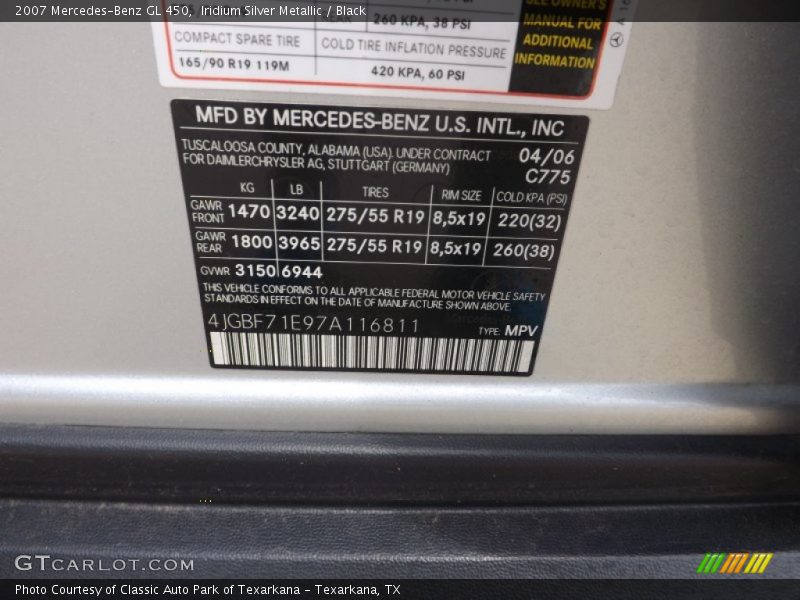 2007 Mercedes-Benz GL 450, Iridium Silver Metallic / Black
260 KPA, 38 PSI
COMPACT SPARE TIRE
165/90 R19 119M
COLD TIRE INFLATION PRESSURE
420 KPA, 60 PSI
SEE OWNER'S
MANUAL FOR
ADDITIONAL
INFORMATION
MFD BY MERCEDES-BENZ U.S. INTL., INC
TUSCALOOSA COUNTY, ALABAMA (USA). UNDER CONTRACT 04/06
FOR DAIMLERCHRYSLER AG, STUTTGART (GERMANY) C775
KG LB TIRES RIM SIZE COLD KPA (PSI)
GAWR FRONT 1470 3240 275/55 R19 8,5x19 220(32)
GAWR REAR 1800 3965 275/55 R19 8,5x19 260(38)
GVWR 3150 6944
THIS VEHICLE CONFORMS TO ALL APPLICABLE FEDERAL MOTOR VEHICLE SAFETY
STANDARDS IN EFFECT ON THE DATE OF MANUFACTURE SHOWN ABOVE.
4JGBF71E97A116811
TYPE: MPV
GTcarlot.com
Photo Courtesy of Classic Auto Park of Texarkana - Texarkana, TX